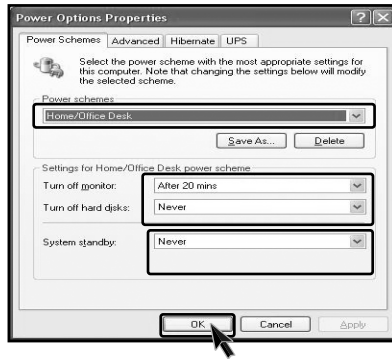 Power Options Properties
Power Schemes Advanced Hibernate UPS
Select the power scheme with the most appropriate settings for
this computer. Note that changing the settings below will modify
the selected scheme.
Power schemes
Home/Office Desk
Save As... Delete
Settings for Home/Office Desk power scheme
Turn off monitor: After 20 mins
Turn off hard disks: Never
System standby: Never
OK Cancel Apply